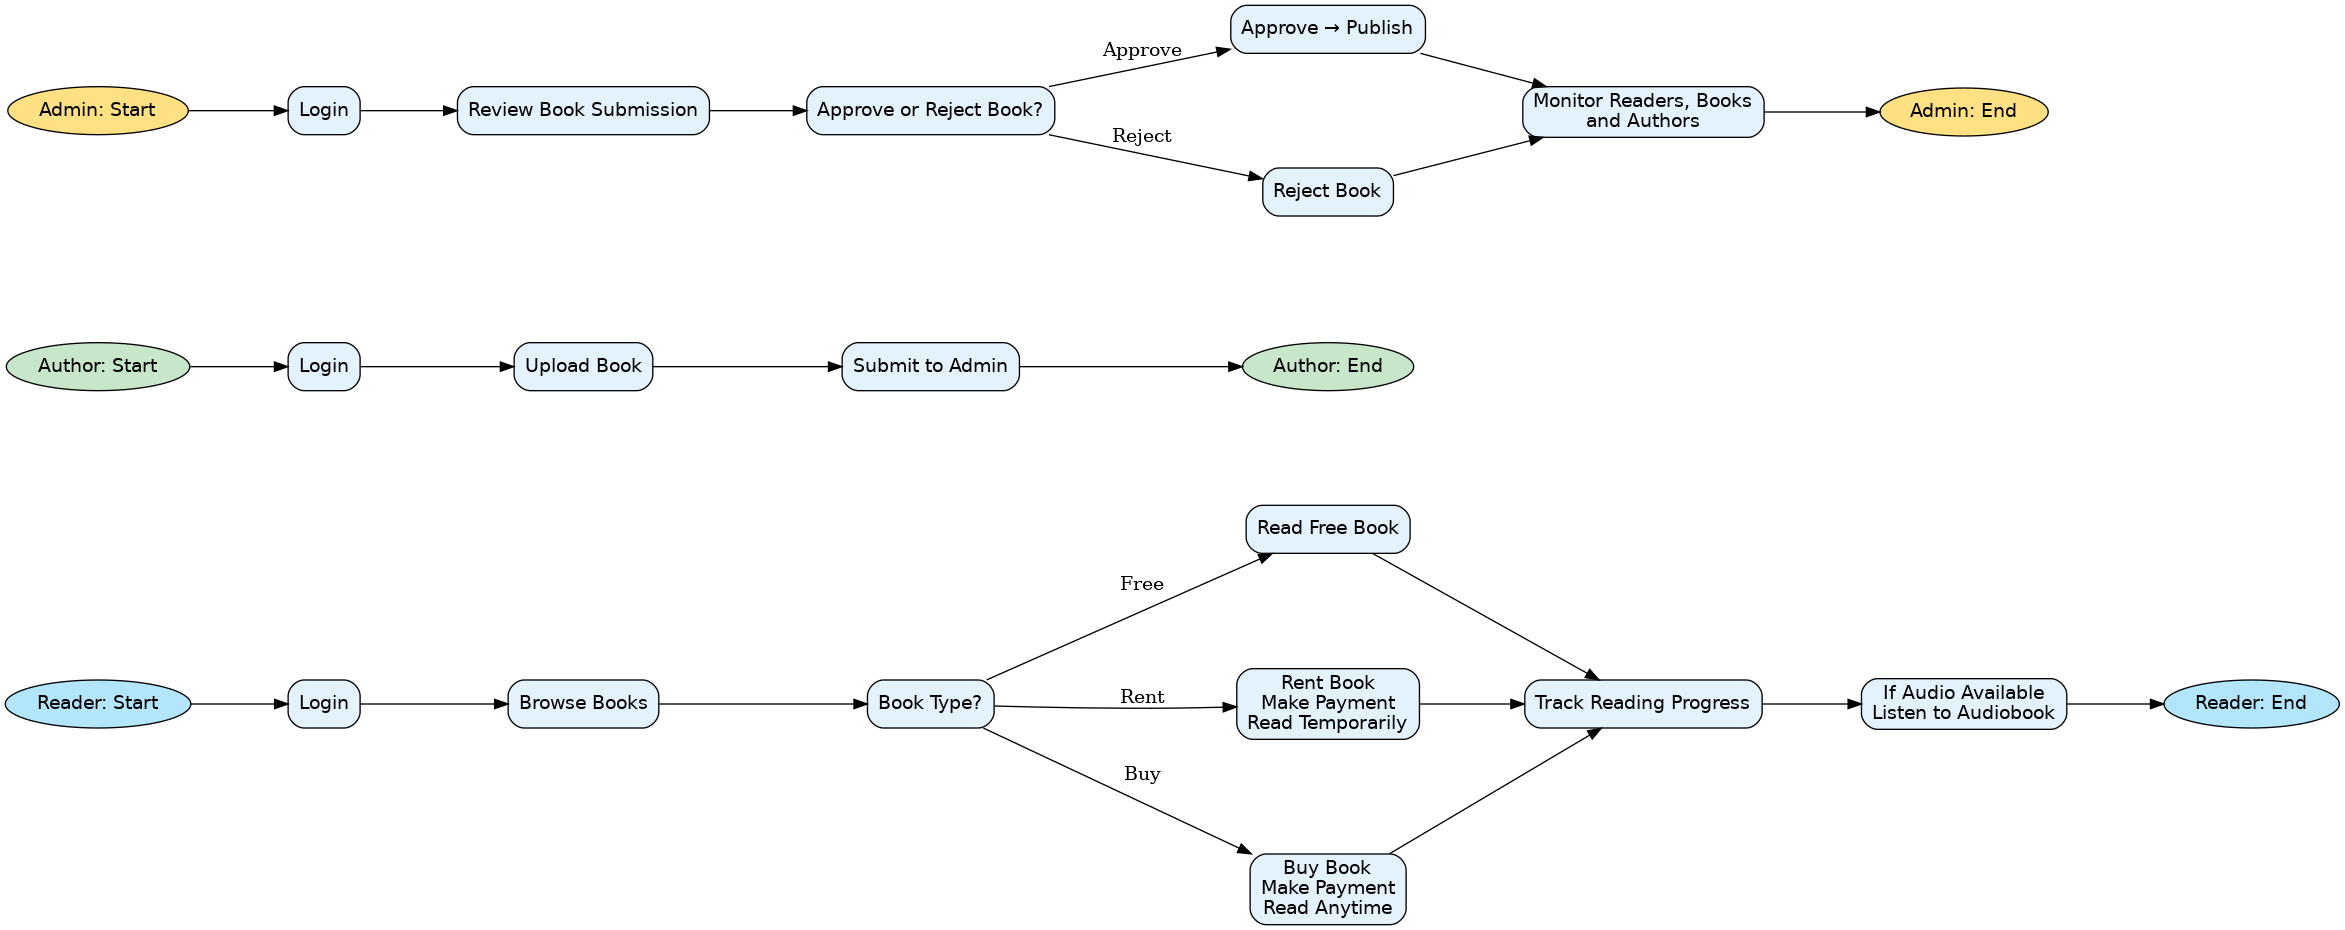 Admin: Start
Login
Review Book Submission
Approve or Reject Book?
Approve
Approve → Publish
Reject
Reject Book
Monitor Readers, Books
and Authors
Admin: End
Author: Start
Login
Upload Book
Submit to Admin
Author: End
Reader: Start
Login
Browse Books
Book Type?
Free
Read Free Book
Rent
Rent Book
Make Payment
Read Temporarily
Buy
Buy Book
Make Payment
Read Anytime
Track Reading Progress
If Audio Available
Listen to Audiobook
Reader: End